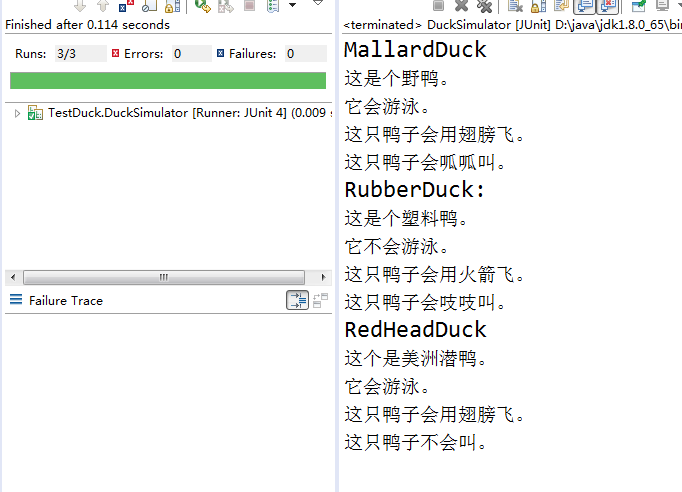 Finished after 0.114 seconds
Runs: 3/3 Errors: 0 Failures: 0
TestDuck.DuckSimulator [Runner: JUnit 4] (0.009 s
Failure Trace
<terminated> DuckSimulator [JUnit] D:\java\jdk1.8.0_65\bin
MallardDuck
这是个野鸭。
它会游泳。
这只鸭子会用翅膀飞。
这只鸭子会呱呱叫。
RubberDuck:
这是个塑料鸭。
它不会游泳。
这只鸭子会用火箭飞。
这只鸭子会吱吱叫。
RedHeadDuck
这个是美洲潜鸭。
它会游泳。
这只鸭子会用翅膀飞。
这只鸭子不会叫。